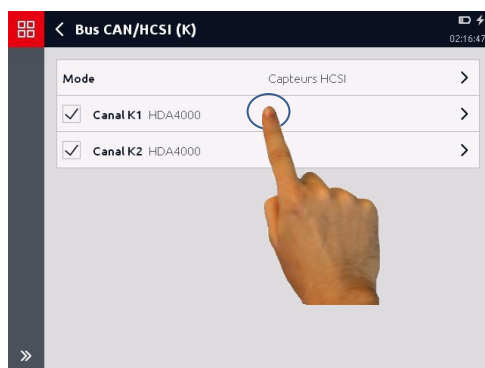 Bus CAN/HCSI (K)
02:16:47
Mode Capteurs HCSI
Canal K1 HDA4000
Canal K2 HDA4000